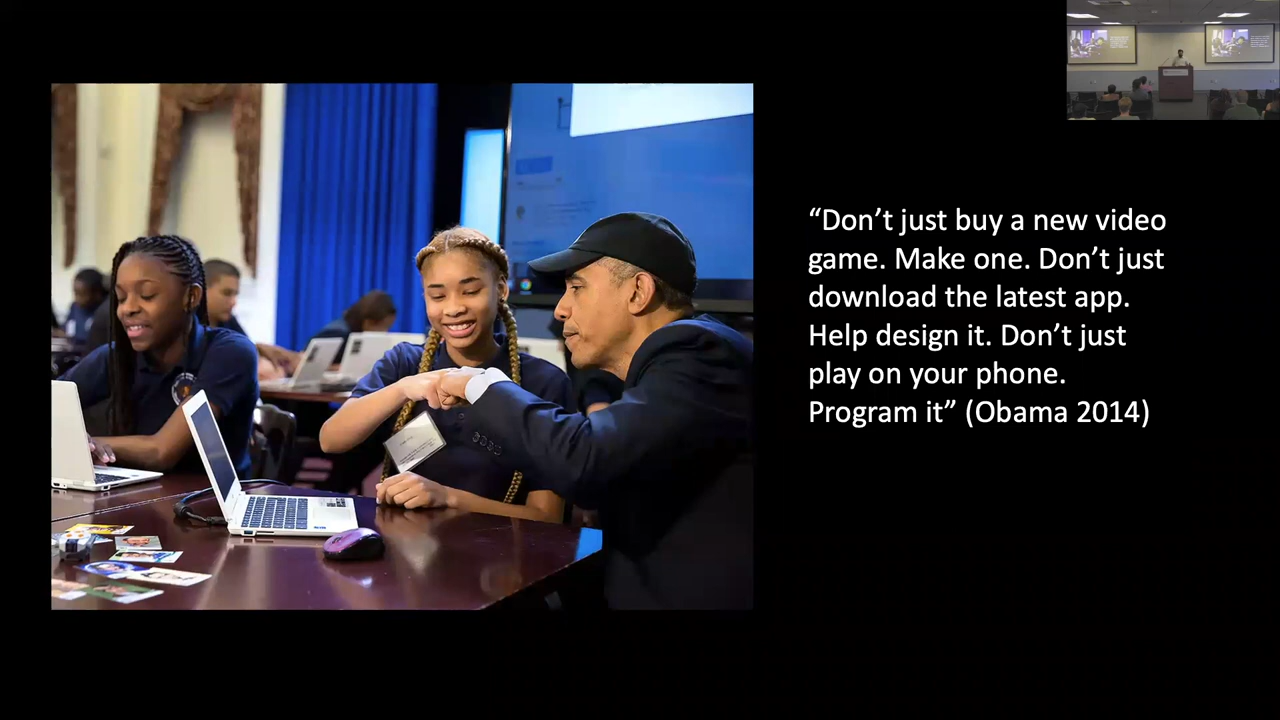 “Don’t just buy a new video
game. Make one. Don’t just
download the latest app.
Help design it. Don’t just
play on your phone.
Program it” (Obama 2014)